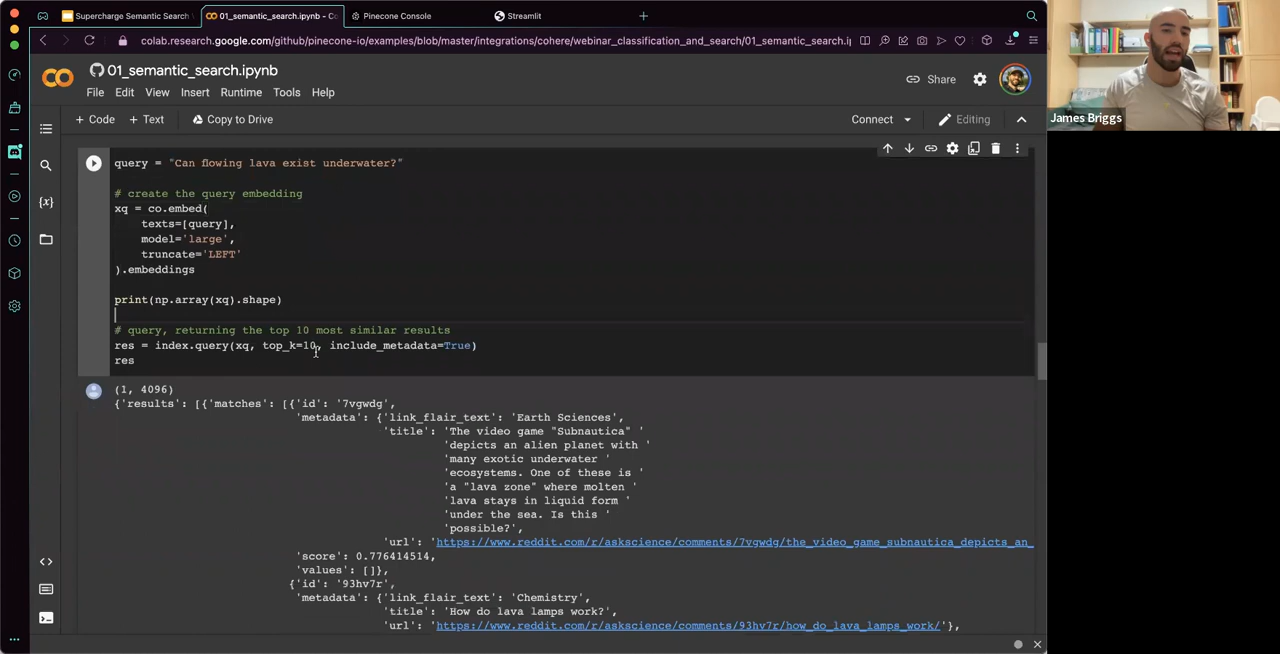 Supercharge Semantic Search
01_semantic_search.ipynb - Co
Pinecone Console
Streamlit
colab.research.google.com/github/pinecone-io/examples/blob/master/integrations/cohere/webinar_classification_and_search/01_semantic_search.i
01_semantic_search.ipynb
Share
File Edit View Insert Runtime Tools Help
+ Code + Text Copy to Drive
Connect
Editing
James Briggs
{x}
query = "Can flowing lava exist underwater?"
# create the query embedding
xq = co.embed(
texts=[query],
model='large',
truncate='LEFT'
).embeddings
print(np.array(xq).shape)
# query, returning the top 10 most similar results
res = index.query(xq, top_k=10, include_metadata=True)
res
(1, 4096)
{'results': [{'matches': [{'id': '7vgwdg',
'metadata': {'link_flair_text': 'Earth Sciences',
'title': 'The video game "Subnautica" '
'depicts an alien planet with '
'many exotic underwater '
'ecosystems. One of these is '
'a "lava zone" where molten '
'lava stays in liquid form '
'under the sea. Is this '
'possible?',
'url': 'https://www.reddit.com/r/askscience/comments/7vgwdg/the_video_game_subnautica_depicts_an_
'score': 0.776414514,
'values': []},
{'id': '93hv7r',
'metadata': {'link_flair_text': 'Chemistry',
'title': 'How do lava lamps work?',
'url': 'https://www.reddit.com/r/askscience/comments/93hv7r/how_do_lava_lamps_work/'},